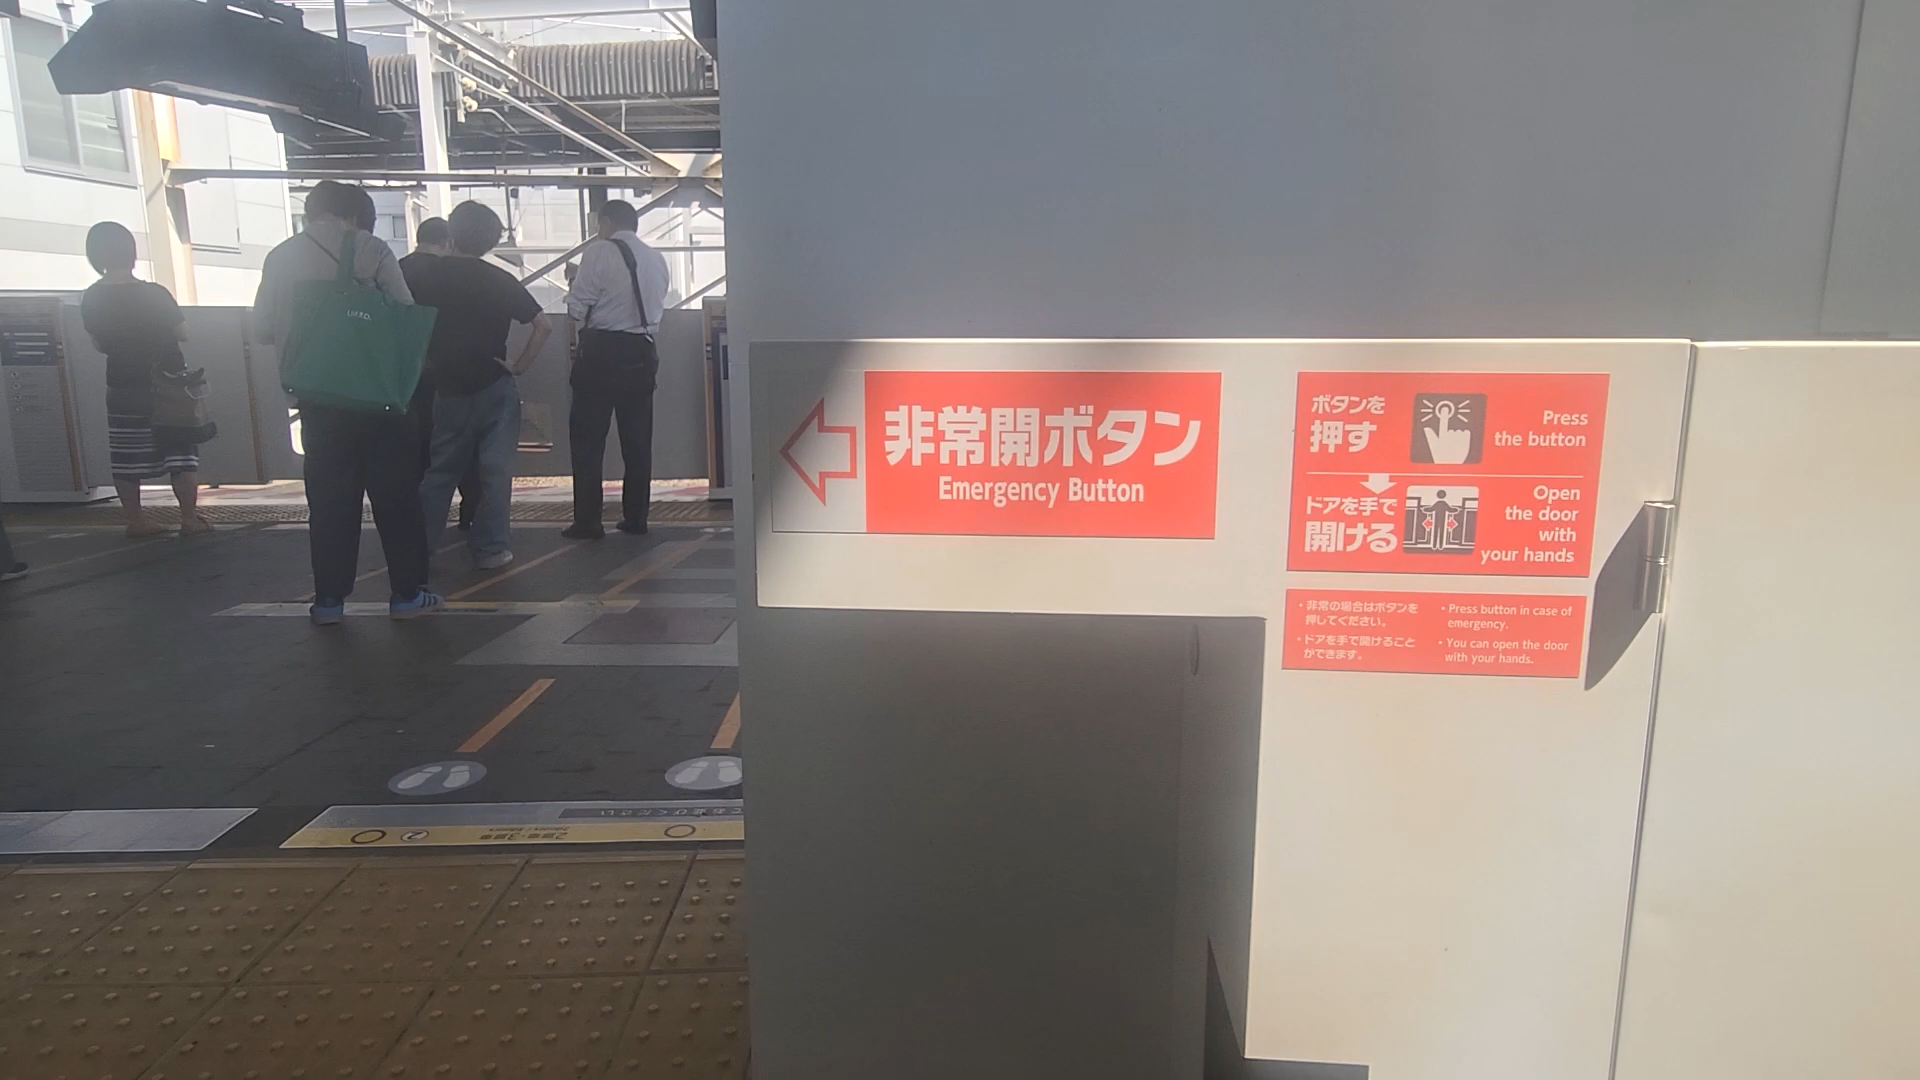 非常開ボタン
Emergency Button
ボタンを
押す
Press
the button
ドアを手で
開ける
Open
the door
with
your hands
・非常の場合はボタンを
押してください。
・ドアを手で開けること
ができます。
・Press button in case of
emergency.
・You can open the door
with your hands.